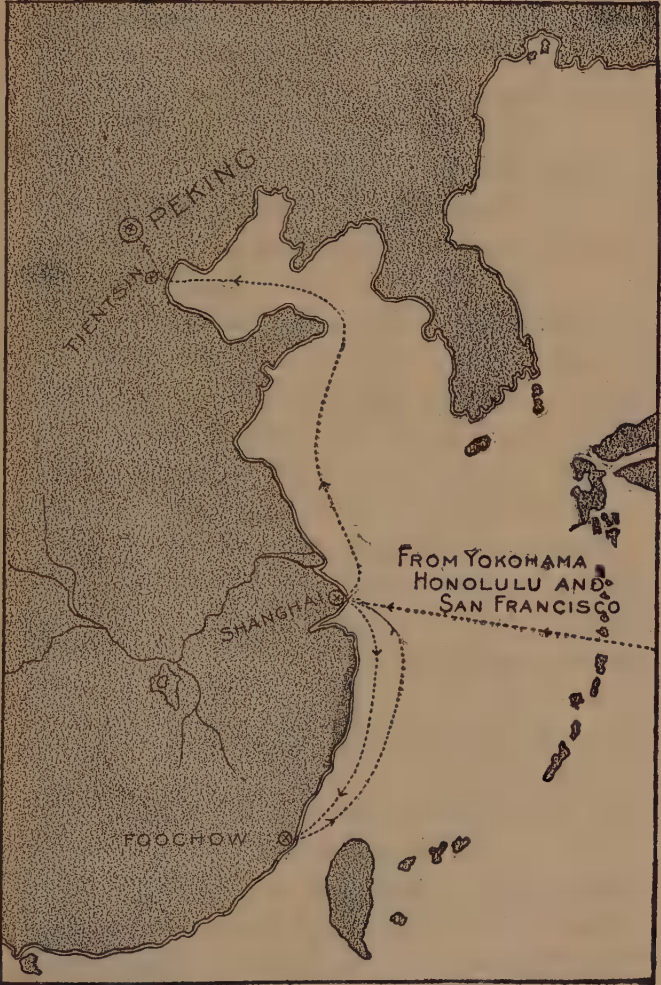 PEKING
TIENTSIN
FROM YOKOHAMA
HONOLULU AND
SAN FRANCISCO
SHANGHAI
FOOCHOW